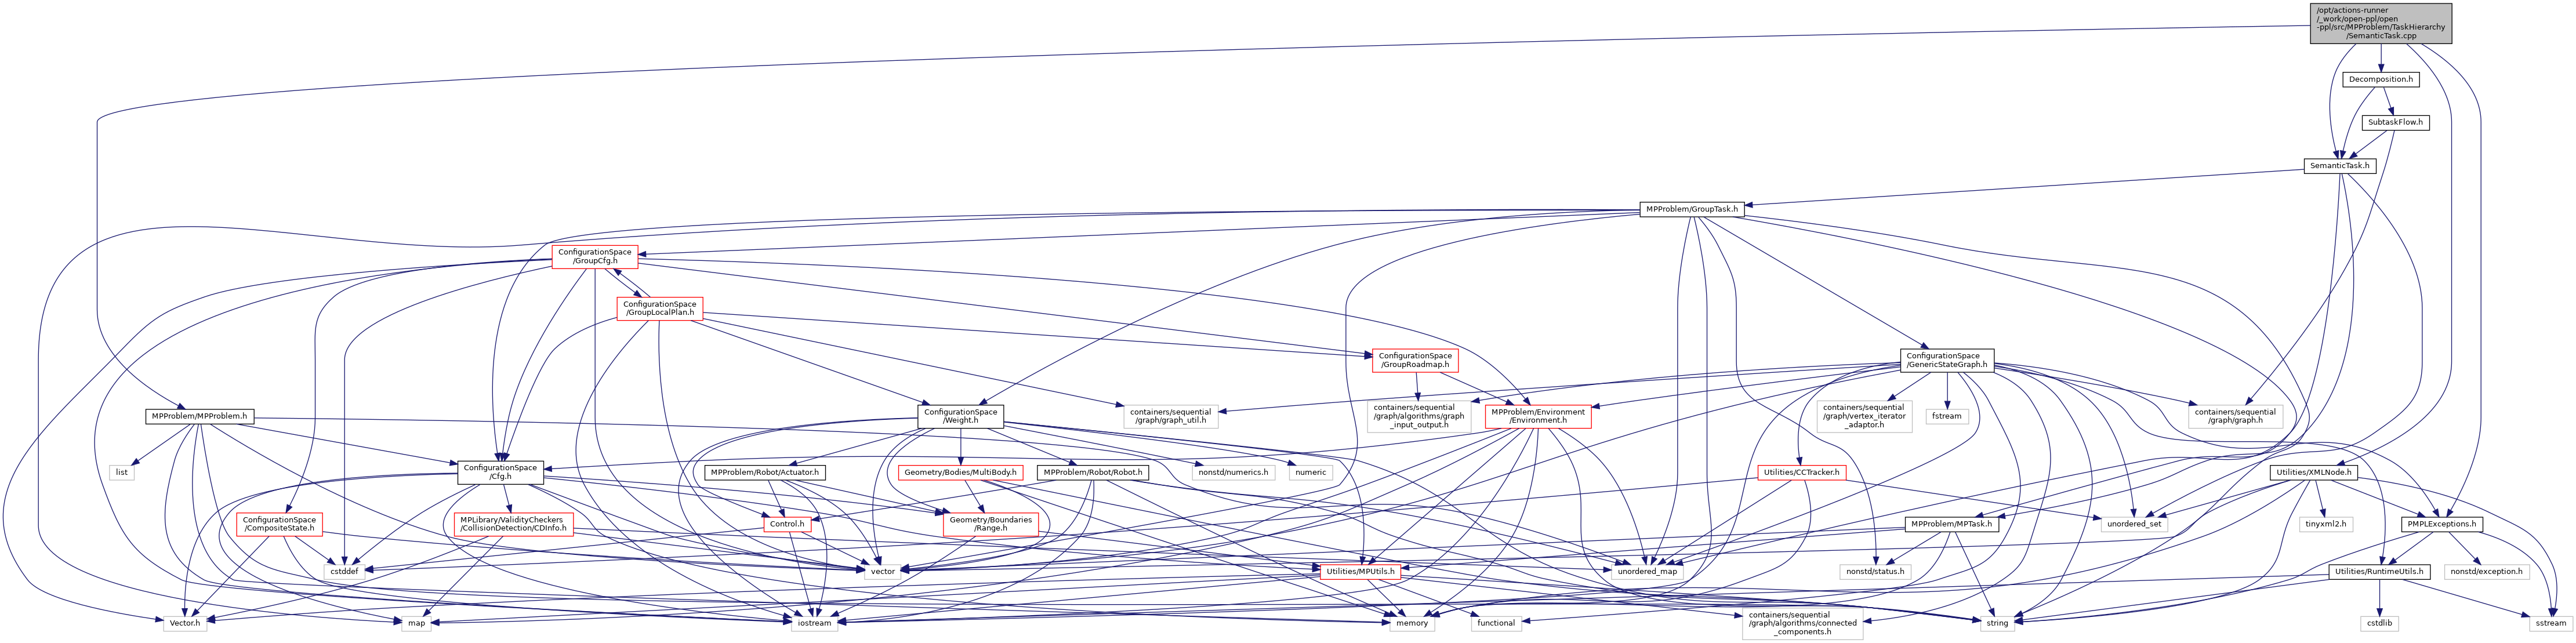 /opt/actions-runner
/_work/open-ppl/open
-ppl/src/MPProblem/TaskHierarchy
/SemanticTask.cpp
Decomposition.h
SubtaskFlow.h
SemanticTask.h
MPProblem/GroupTask.h
ConfigurationSpace
/GroupCfg.h
ConfigurationSpace
/GroupLocalPlan.h
ConfigurationSpace
/GroupRoadmap.h
ConfigurationSpace
/GenericStateGraph.h
MPProblem/MPProblem.h
ConfigurationSpace
/Weight.h
containers/sequential
/graph/graph_util.h
containers/sequential
/graph/algorithms/graph
_input_output.h
MPProblem/Environment
/Environment.h
containers/sequential
/graph/vertex_iterator
_adaptor.h
fstream
containers/sequential
/graph/graph.h
list
ConfigurationSpace
/Cfg.h
MPProblem/Robot/Actuator.h
Geometry/Bodies/MultiBody.h
MPProblem/Robot/Robot.h
nonstd/numerics.h
numeric
Utilities/CCTracker.h
Utilities/XMLNode.h
ConfigurationSpace
/CompositeState.h
MPLibrary/ValidityCheckers
/CollisionDetection/CDInfo.h
Control.h
Geometry/Boundaries
/Range.h
MPProblem/MPTask.h
unordered_set
tinyxml2.h
PMPLExceptions.h
cstddef
vector
Utilities/MPUtils.h
unordered_map
nonstd/status.h
Utilities/RuntimeUtils.h
nonstd/exception.h
Vector.h
map
iostream
memory
functional
containers/sequential
/graph/algorithms/connected
_components.h
string
cstdlib
sstream